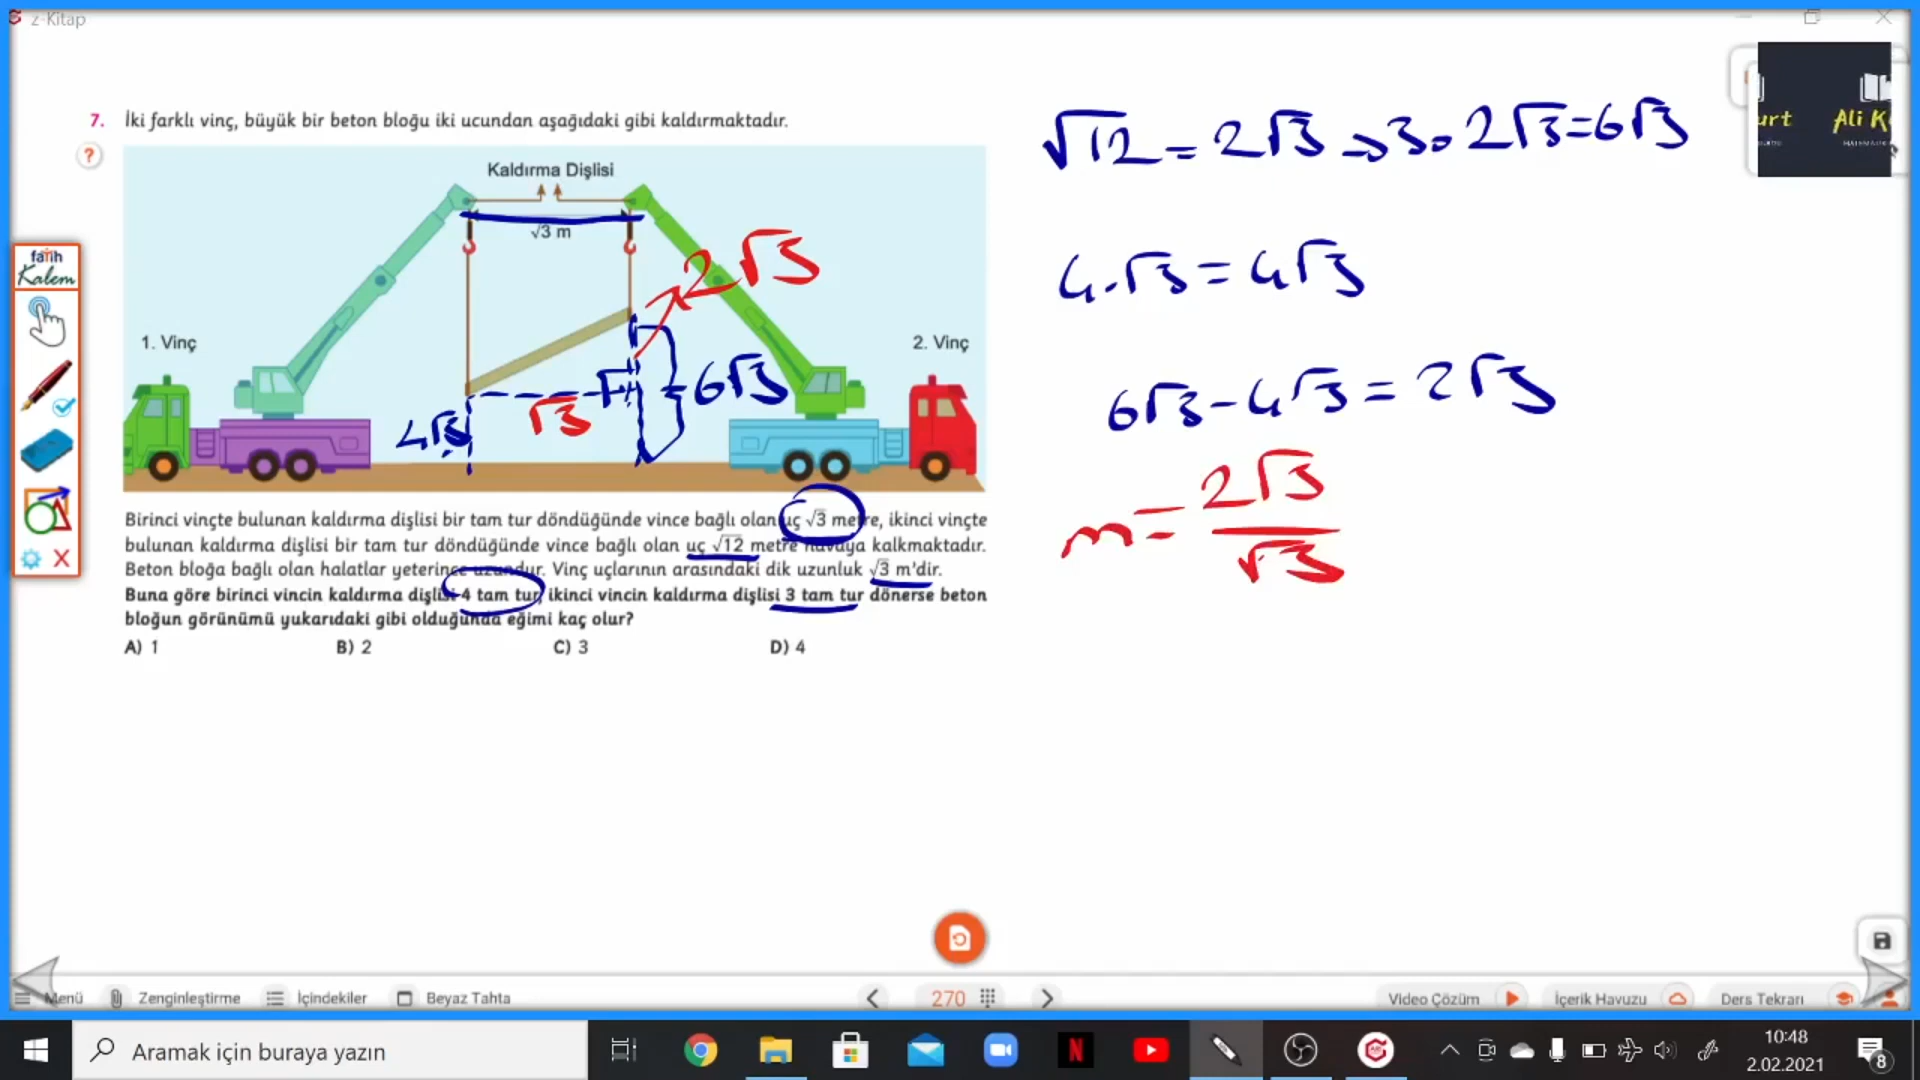 z-Kitap
7. İki farklı vinç, büyük bir beton bloğu iki ucundan aşağıdaki gibi kaldırmaktadır.
?
Kaldırma Dişlisi
√3 m
2√3
1. Vinç
2. Vinç
6√3
√3
4√3
Birinci vinçte bulunan kaldırma dişlisi bir tam tur döndüğünde vince bağlı olan uç √3 metre, ikinci vinçte
bulunan kaldırma dişlisi bir tam tur döndüğünde vince bağlı olan uç √12 metre havaya kalkmaktadır.
Beton bloğa bağlı olan halatlar yeterince uzundur. Vinç uçlarının arasındaki dik uzunluk √3 m'dir.
Buna göre birinci vincin kaldırma dişlisi 4 tam tur, ikinci vincin kaldırma dişlisi 3 tam tur dönerse beton
bloğun görünümü yukarıdaki gibi olduğunda eğimi kaç olur?
A) 1 B) 2 C) 3 D) 4
√12 = 2√3 => 3. 2√3 = 6√3
4.√3 = 4√3
6√3 - 4√3 = 2√3
m = 2√3
√3
urt Ali K
fatih
Kalem
Menü Zenginleştirme İçindekiler Beyaz Tahta 270 Video Çözüm İçerik Havuzu Ders Tekrarı
Aramak için buraya yazın
10:48
2.02.2021
8